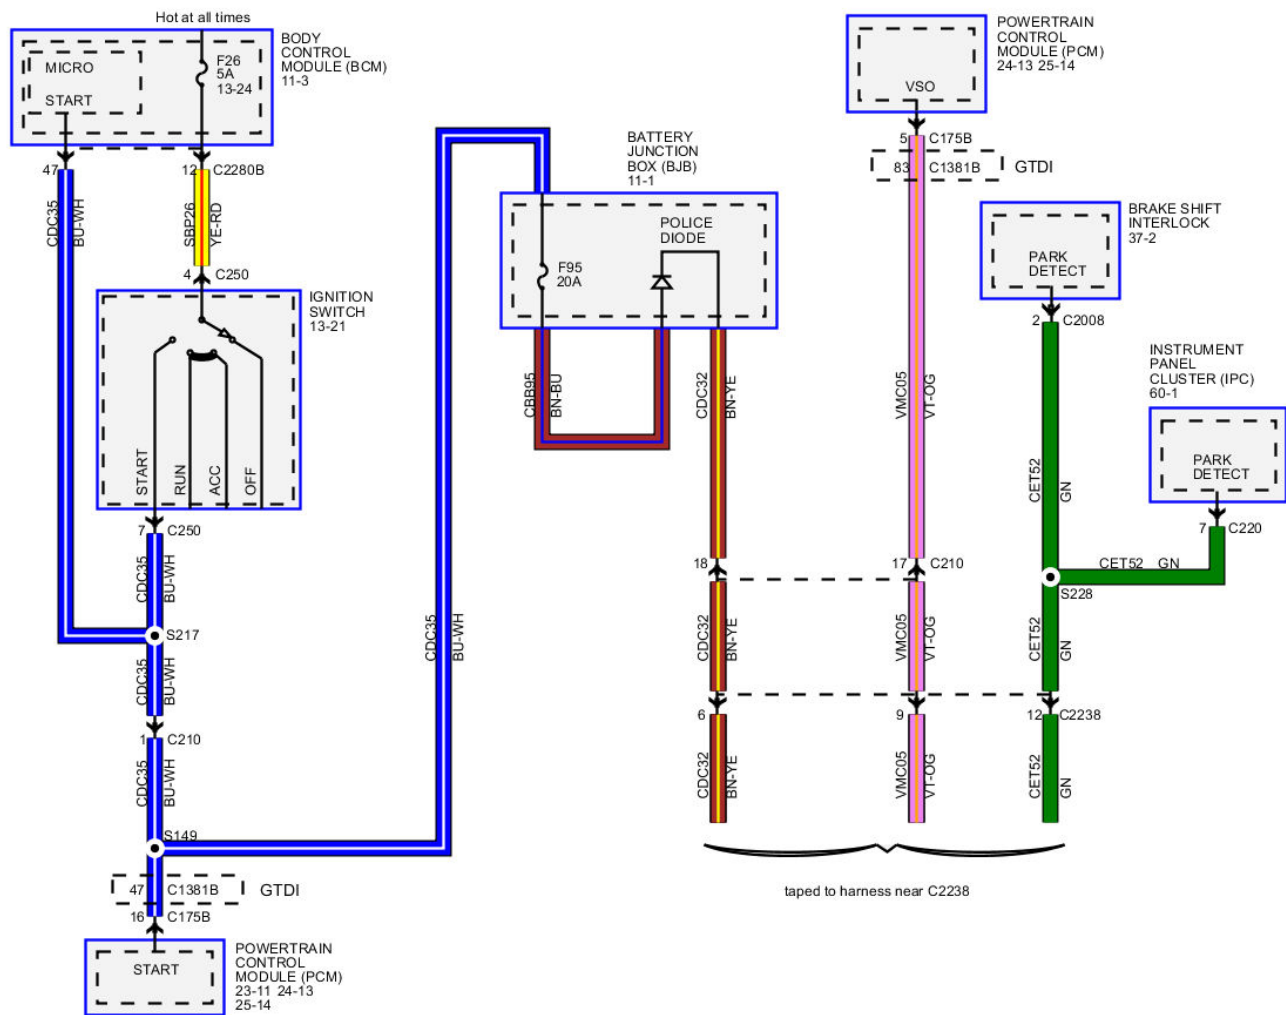 Hot at all times
BODY
CONTROL
MODULE (BCM)
11-3
MICRO
START
F26
5A
13-24
47
12
C2280B
CDC35
BU-WH
SBP26
YE-RD
4
C250
IGNITION
SWITCH
13-21
START
RUN
ACC
OFF
7
C250
CDC35
BU-WH
S217
CDC35
BU-WH
1
C210
CDC35
BU-WH
S149
47
C1381B
GTDI
16
C175B
START
POWERTRAIN
CONTROL
MODULE (PCM)
23-11 24-13
25-14
CDC35
BU-WH
BATTERY
JUNCTION
BOX (BJB)
11-1
POLICE
DIODE
F95
20A
CBB95
BN-BU
CDC32
BN-YE
18
CDC32
BN-YE
6
CDC32
BN-YE
POWERTRAIN
CONTROL
MODULE (PCM)
24-13 25-14
VSO
5
C175B
83
C1381B
GTDI
VMC05
VT-OG
17
C210
VMC05
VT-OG
9
VMC05
VT-OG
BRAKE SHIFT
INTERLOCK
37-2
PARK
DETECT
2
C2008
CET52
GN
INSTRUMENT
PANEL
CLUSTER (IPC)
60-1
PARK
DETECT
7
C220
CET52 GN
S228
CET52
GN
12
C2238
CET52
GN
taped to harness near C2238